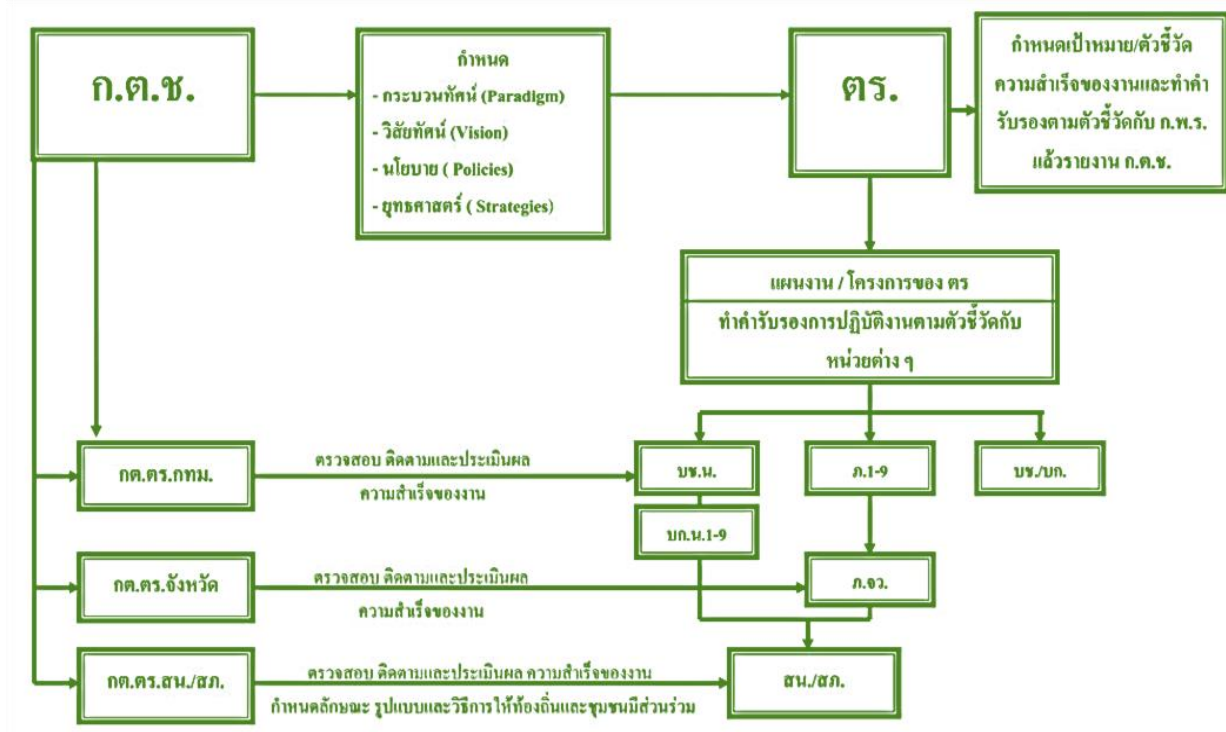 ก.ต.ช.
กำหนด
- กระบวนทัศน์ (Paradigm)
- วิสัยทัศน์ (Vision)
- นโยบาย ( Policies)
- ยุทธศาสตร์ ( Strategies)
ตร.
กำหนดเป้าหมาย/ตัวชี้วัด
ความสำเร็จของงานและทำคำ
รับรองตามตัวชี้วัดกับ ก.พ.ร.
แล้วรายงาน ก.ต.ช.
แผนงาน / โครงการของ ตร
ทำคำรับรองการปฏิบัติงานตามตัวชี้วัดกับ
หน่วยต่าง ๆ
กต.ตร.กทม.
ตรวจสอบ ติดตามและประเมินผล
ความสำเร็จของงาน
บช.น.
ภ.1-9
บช./บก.
บก.น.1-9
กต.ตร.จังหวัด
ตรวจสอบ ติดตามและประเมินผล
ความสำเร็จของงาน
ภ.จว.
กต.ตร.สน./สภ.
ตรวจสอบ ติดตามและประเมินผล ความสำเร็จของงาน
กำหนดลักษณะ รูปแบบและวิธีการให้ท้องถิ่นและชุมชนมีส่วนร่วม
สน./สภ.